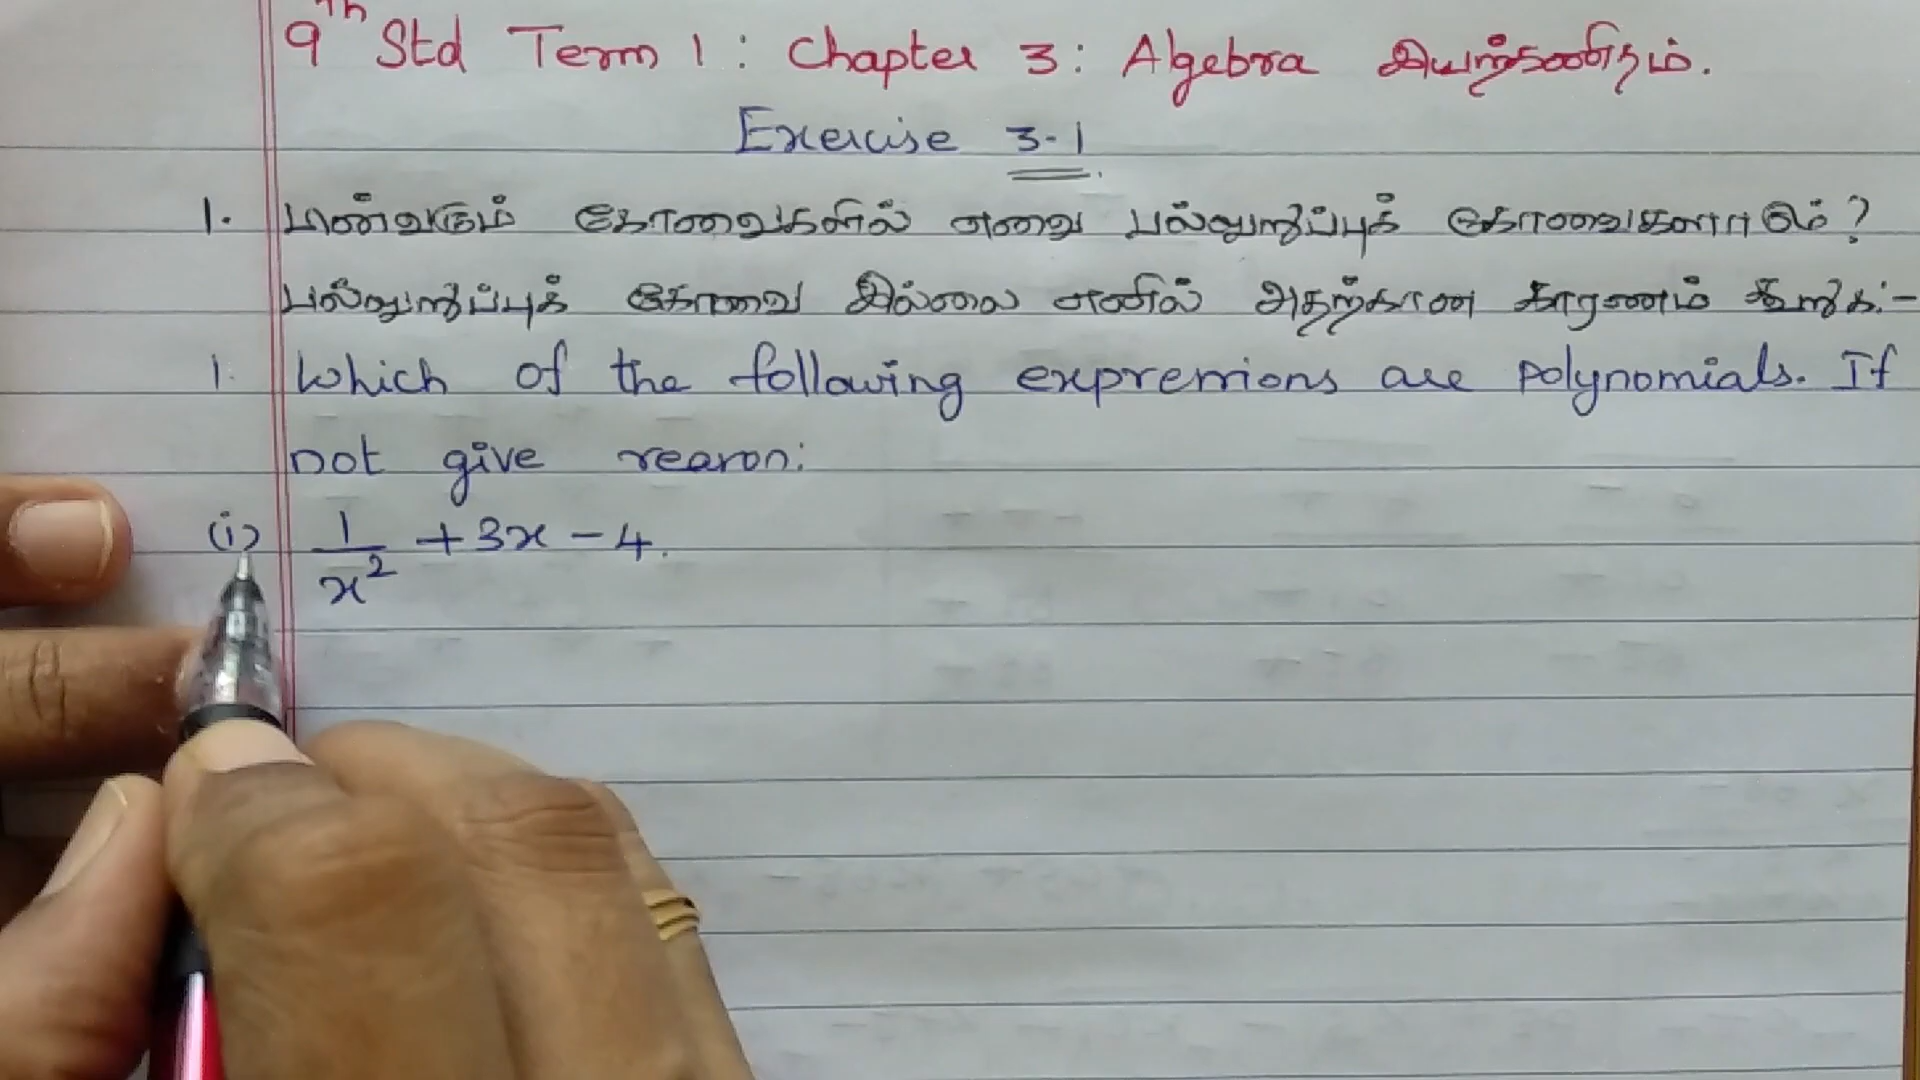 9th Std Term 1 : Chapter 3 : Algebra இயற்கணிதம்.
Exercise 3.1
1. பின்வரும் கோவைகளில் எவை பல்லுறுப்புக் கோவைகளாகும்?
பல்லுறுப்புக் கோவை இல்லை எனில் அதற்கான காரணம் கூறுக:-
1. Which of the following expressions are polynomials. If
not give reason:
(i) 1/x² + 3x - 4.